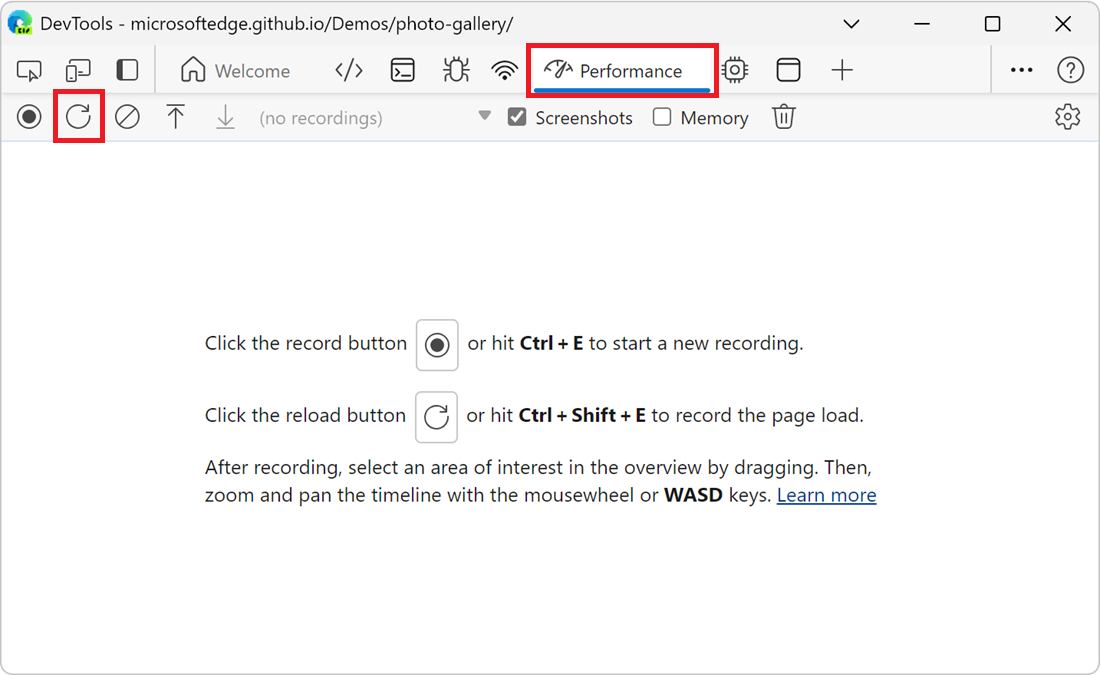 DevTools - microsoftedge.github.io/Demos/photo-gallery/
Welcome
Performance
(no recordings)
Screenshots
Memory
Click the record button or hit Ctrl + E to start a new recording.
Click the reload button or hit Ctrl + Shift + E to record the page load.
After recording, select an area of interest in the overview by dragging. Then,
zoom and pan the timeline with the mousewheel or WASD keys. Learn more